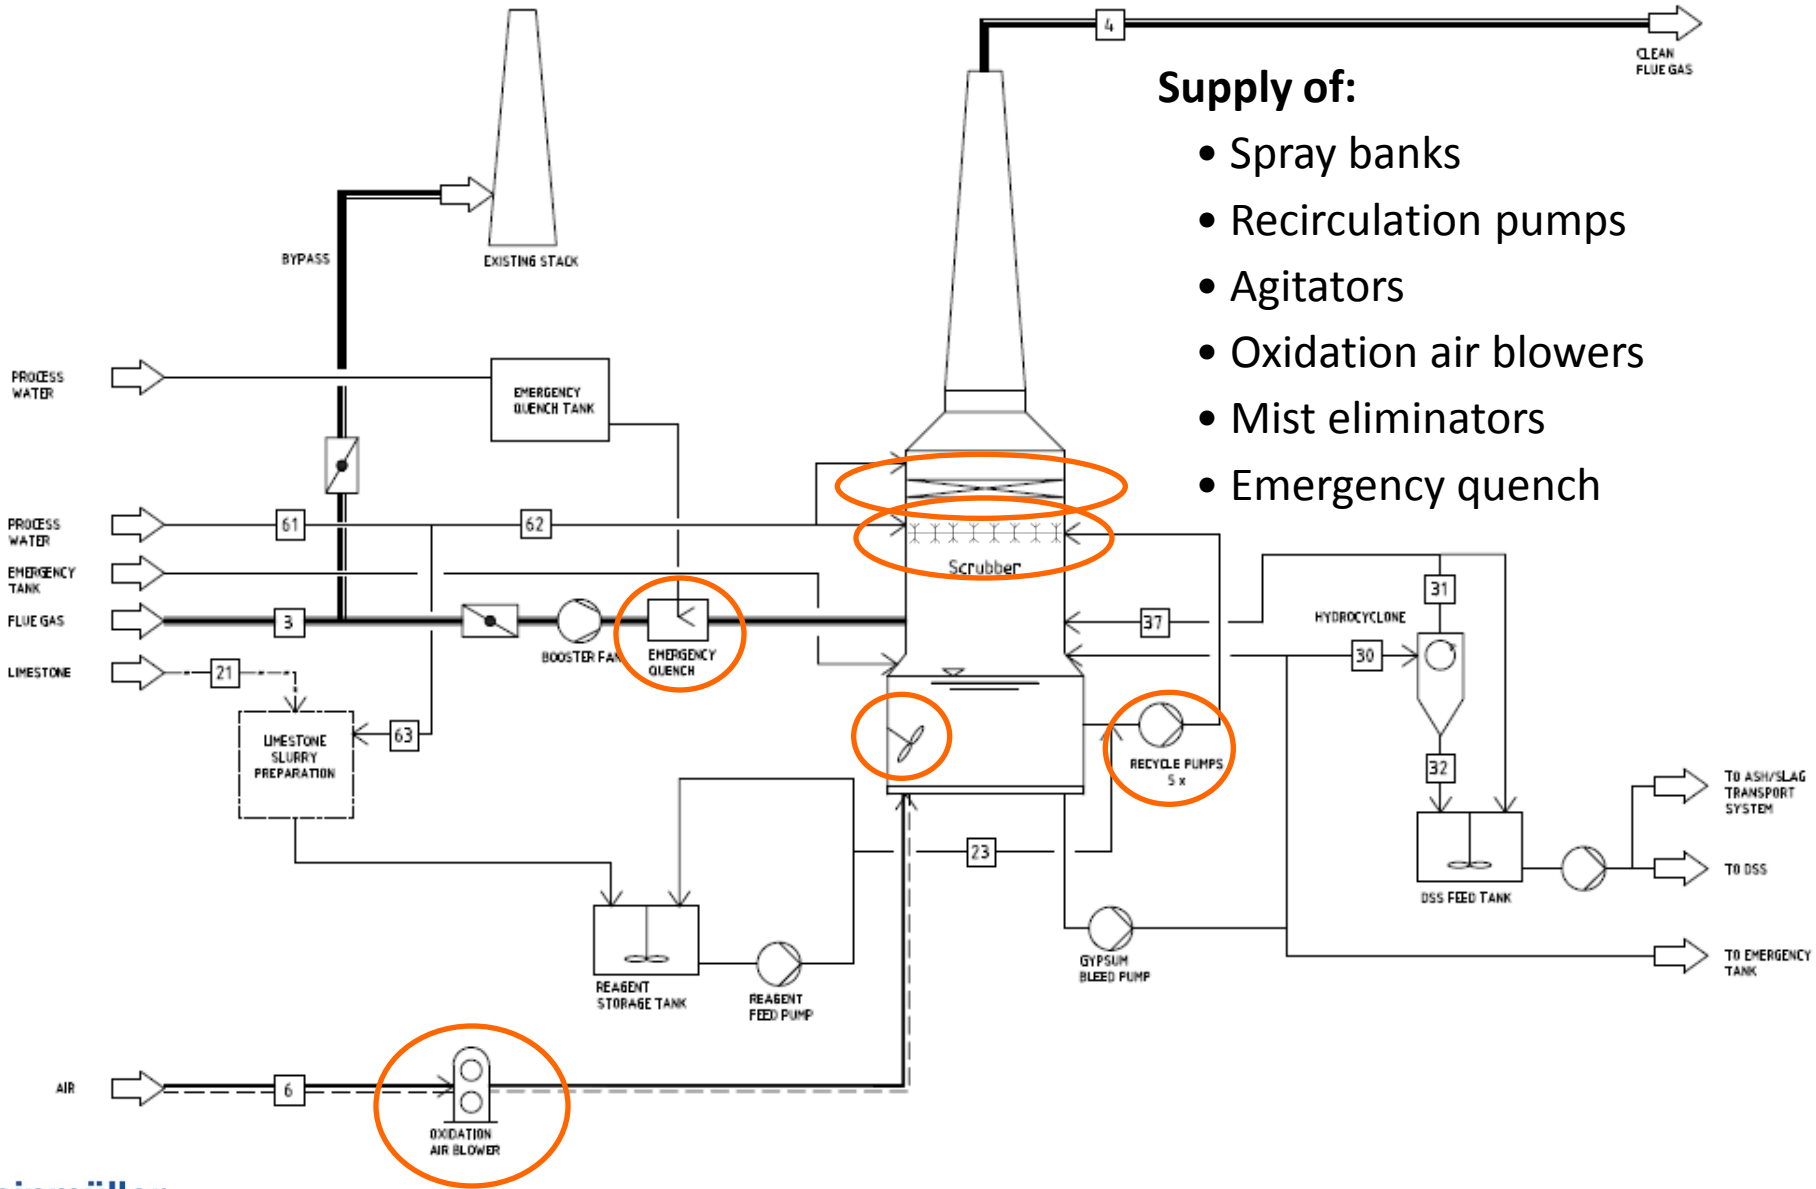 4
CLEAN
FLUE GAS
Supply of:
• Spray banks
• Recirculation pumps
• Agitators
• Oxidation air blowers
• Mist eliminators
• Emergency quench
BYPASS
EXISTING STACK
PROCESS
WATER
EMERGENCY
QUENCH TANK
PROCESS
WATER
61
62
EMERGENCY
TANK
Scrubber
FLUE GAS
3
BOOSTER FAN
EMERGENCY
QUENCH
37
HYDROCYCLONE
31
30
LIMESTONE
21
63
LIMESTONE
SLURRY
PREPARATION
RECYCLE PUMPS
5 x
32
TO ASH/SLAG
TRANSPORT
SYSTEM
23
TO DSS
DSS FEED TANK
GYPSUM
BLEED PUMP
TO EMERGENCY
TANK
REAGENT
STORAGE TANK
REAGENT
FEED PUMP
AIR
6
OXIDATION
AIR BLOWER